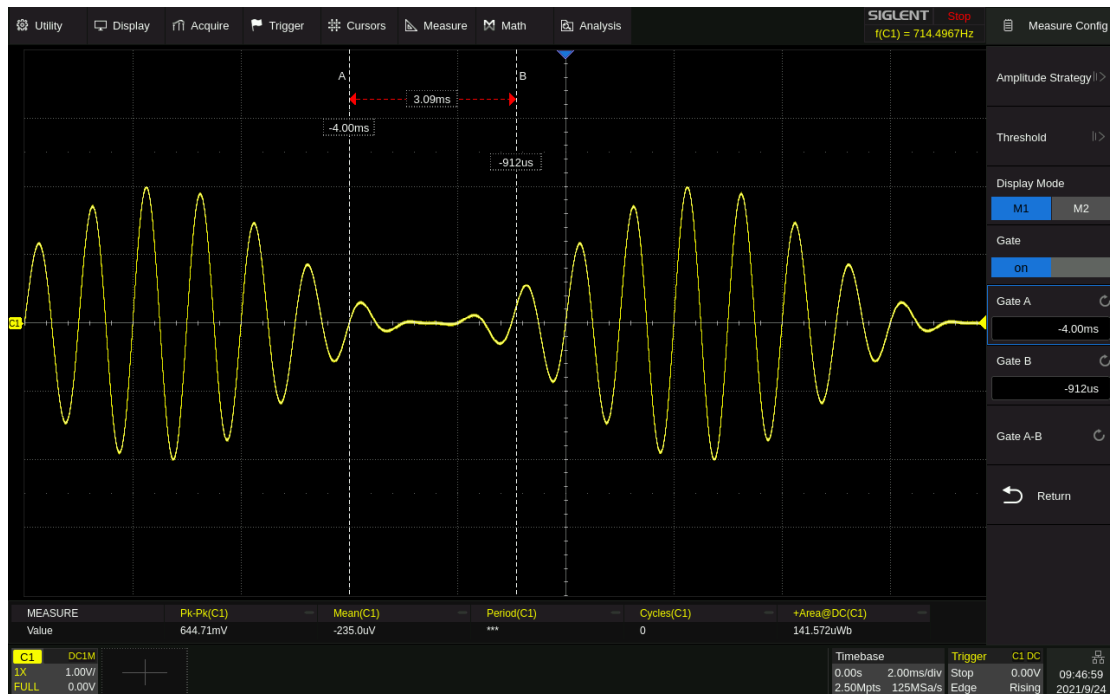 Utility Display Acquire Trigger Cursors Measure Math Analysis SIGLENT Stop Measure Config
f(C1) = 714.4967Hz
A B
3.09ms
-4.00ms
-912us
C1
Amplitude Strategy
Threshold
Display Mode
M1 M2
Gate
on
Gate A
-4.00ms
Gate B
-912us
Gate A-B
Return
MEASURE Pk-Pk(C1) Mean(C1) Period(C1) Cycles(C1) +Area@DC(C1)
Value 644.71mV -235.0uV *** 0 141.572uWb
C1 DC1M Timebase Trigger C1 DC
1X 1.00V/ 0.00s 2.00ms/div Stop 0.00V 09:46:59
FULL 0.00V 2.50Mpts 125MSa/s Edge Rising 2021/9/24